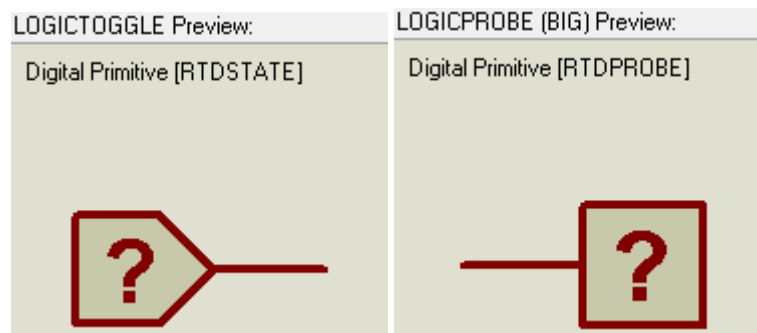 LOGICTOGGLE Preview:
Digital Primitive [RTDSTATE]
?
LOGICPROBE (BIG) Preview:
Digital Primitive [RTDPROBE]
?